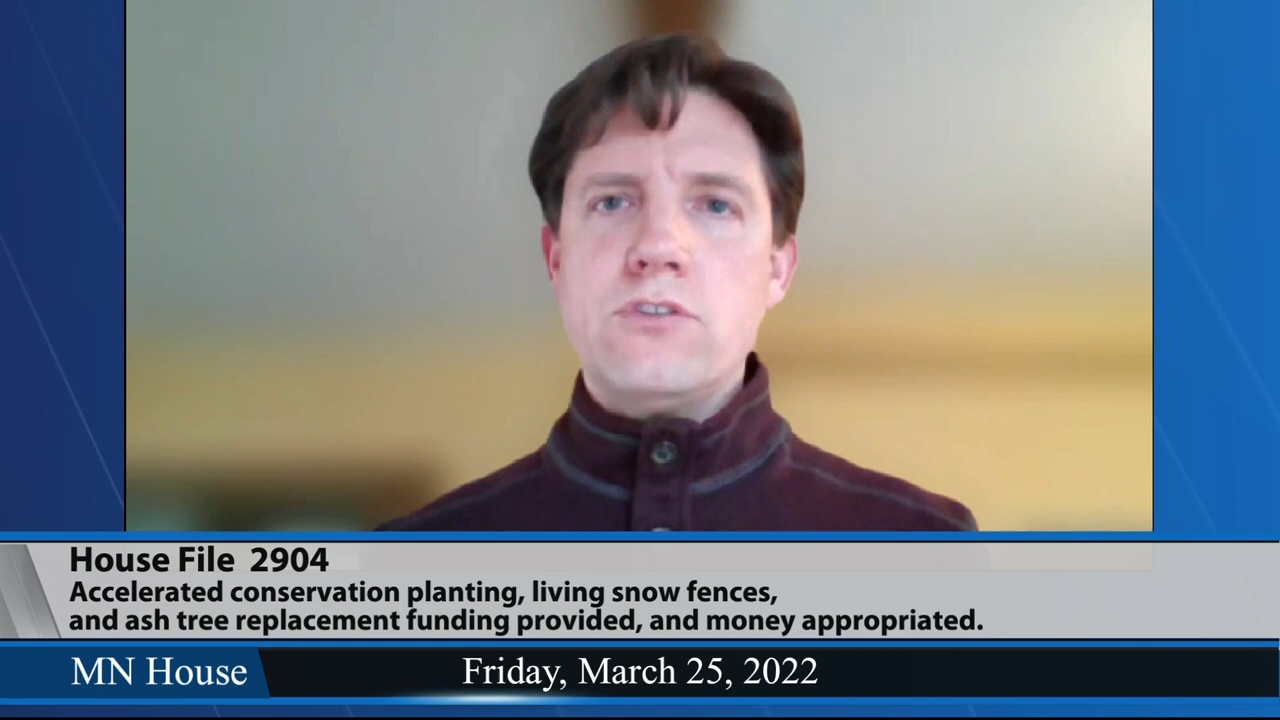 House File 2904
Accelerated conservation planting, living snow fences,
and ash tree replacement funding provided, and money appropriated.
MN House
Friday, March 25, 2022